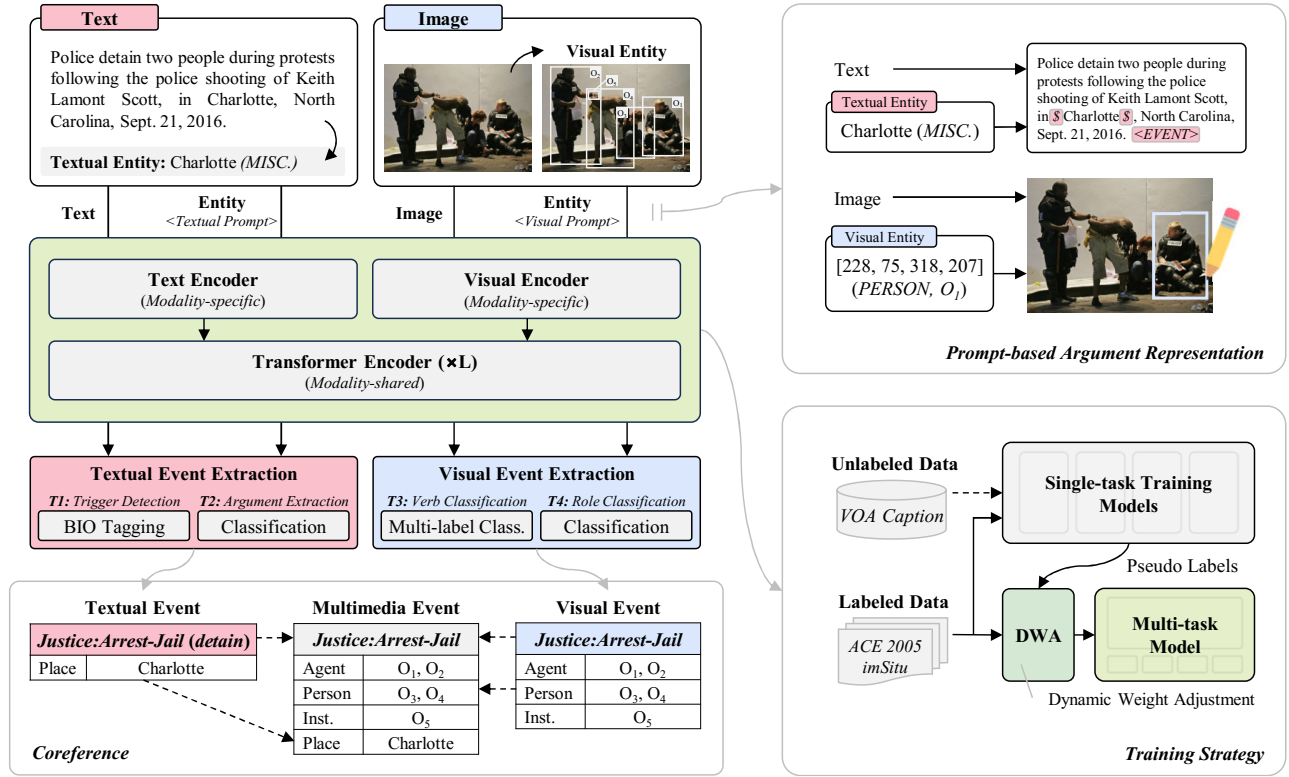 Text
Police detain two people during protests
following the police shooting of Keith
Lamont Scott, in Charlotte, North
Carolina, Sept. 21, 2016.
Textual Entity: Charlotte (MISC.)
Image
Visual Entity
O2
O3
O4
O5
O1
Text
Entity
<Textual Prompt>
Image
Entity
<Visual Prompt>
Text Encoder
(Modality-specific)
Visual Encoder
(Modality-specific)
Transformer Encoder (×L)
(Modality-shared)
Textual Event Extraction
T1: Trigger Detection
T2: Argument Extraction
BIO Tagging
Classification
Visual Event Extraction
T3: Verb Classification
T4: Role Classification
Multi-label Class.
Classification
Textual Event
Justice:Arrest-Jail (detain)
Place Charlotte
Multimedia Event
Justice:Arrest-Jail
Agent O1, O2
Person O3, O4
Inst. O5
Place Charlotte
Visual Event
Justice:Arrest-Jail
Agent O1, O2
Person O3, O4
Inst. O5
Coreference
Text
Textual Entity
Charlotte (MISC.)
Police detain two people during
protests following the police
shooting of Keith Lamont Scott,
in $ Charlotte $, North Carolina,
Sept. 21, 2016. <EVENT>
Image
Visual Entity
[228, 75, 318, 207]
(PERSON, O1)
Prompt-based Argument Representation
Unlabeled Data
VOA Caption
Single-task Training
Models
Pseudo Labels
Labeled Data
ACE 2005
imSitu
DWA
Multi-task
Model
Dynamic Weight Adjustment
Training Strategy